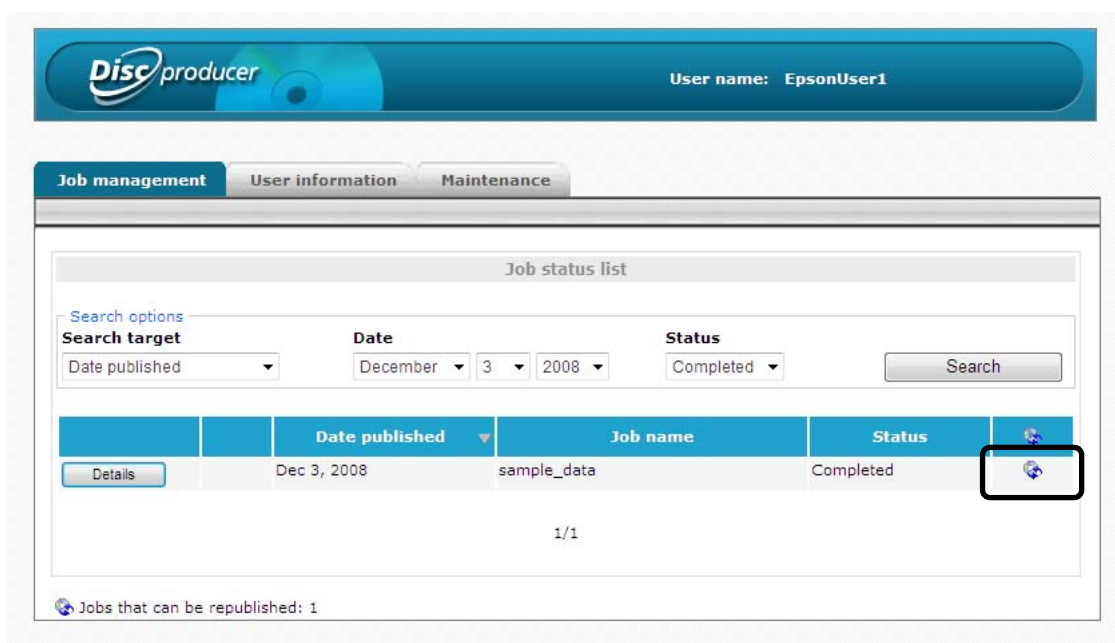 Disc producer
User name: EpsonUser1
Job management User information Maintenance
Job status list
Search options
Search target Date Status
Date published December 3 2008 Completed Search
Date published Job name Status
Details Dec 3, 2008 sample_data Completed
1/1
Jobs that can be republished: 1